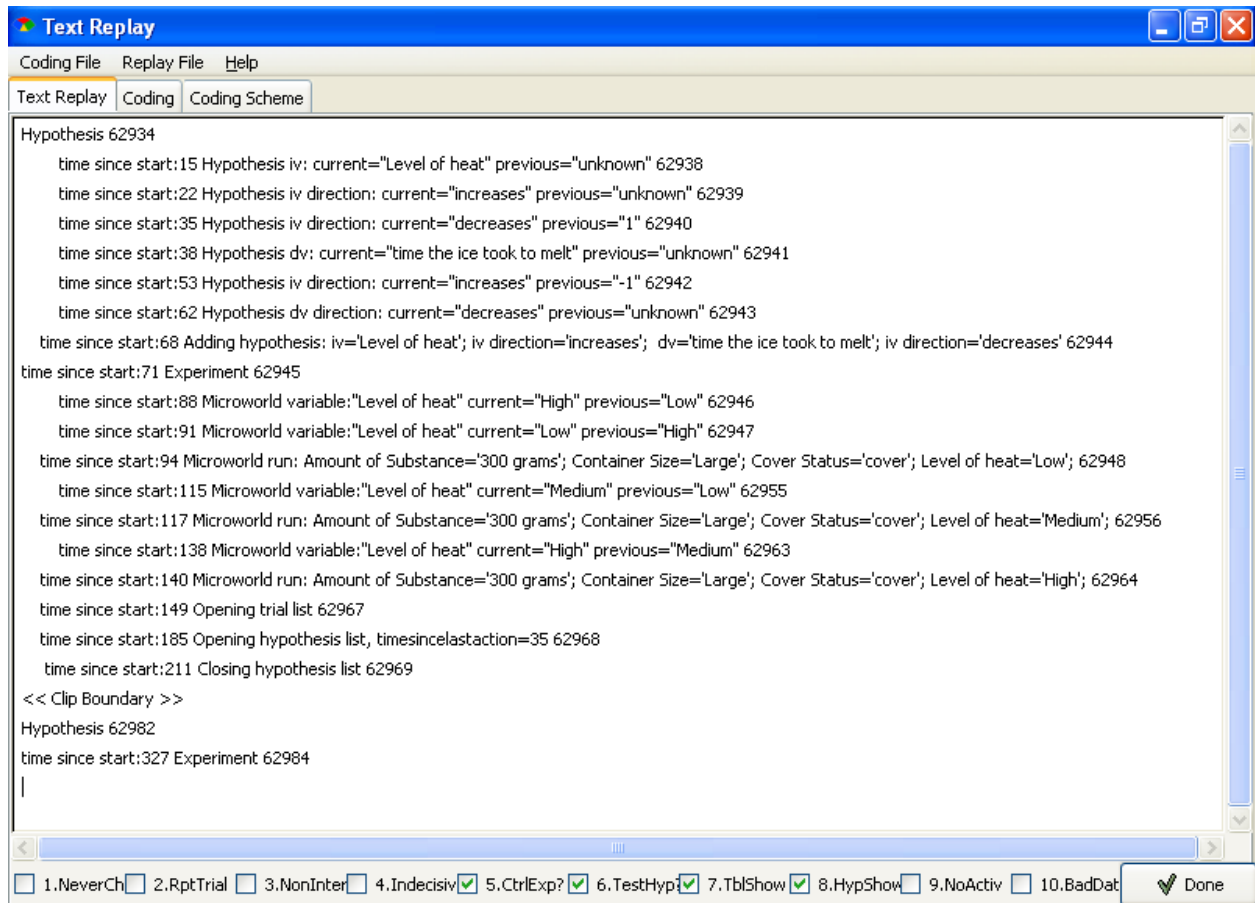 Text Replay
Coding File Replay File Help
Text Replay Coding Coding Scheme
Hypothesis 62934
time since start:15 Hypothesis iv: current="Level of heat" previous="unknown" 62938
time since start:22 Hypothesis iv direction: current="increases" previous="unknown" 62939
time since start:35 Hypothesis iv direction: current="decreases" previous="1" 62940
time since start:38 Hypothesis dv: current="time the ice took to melt" previous="unknown" 62941
time since start:53 Hypothesis iv direction: current="increases" previous="-1" 62942
time since start:62 Hypothesis dv direction: current="decreases" previous="unknown" 62943
time since start:68 Adding hypothesis: iv='Level of heat'; iv direction='increases'; dv='time the ice took to melt'; iv direction='decreases' 62944
time since start:71 Experiment 62945
time since start:88 Microworld variable:"Level of heat" current="High" previous="Low" 62946
time since start:91 Microworld variable:"Level of heat" current="Low" previous="High" 62947
time since start:94 Microworld run: Amount of Substance='300 grams'; Container Size='Large'; Cover Status='cover'; Level of heat='Low'; 62948
time since start:115 Microworld variable:"Level of heat" current="Medium" previous="Low" 62955
time since start:117 Microworld run: Amount of Substance='300 grams'; Container Size='Large'; Cover Status='cover'; Level of heat='Medium'; 62956
time since start:138 Microworld variable:"Level of heat" current="High" previous="Medium" 62963
time since start:140 Microworld run: Amount of Substance='300 grams'; Container Size='Large'; Cover Status='cover'; Level of heat='High'; 62964
time since start:149 Opening trial list 62967
time since start:185 Opening hypothesis list, timesincelastaction=35 62968
time since start:211 Closing hypothesis list 62969
<< Clip Boundary >>
Hypothesis 62982
time since start:327 Experiment 62984
1.NeverCh 2.RptTrial 3.NonInter 4.Indecisiv 5.CtrlExp? 6.TestHyp? 7.TblShow 8.HypShow 9.NoActiv 10.BadDat Done